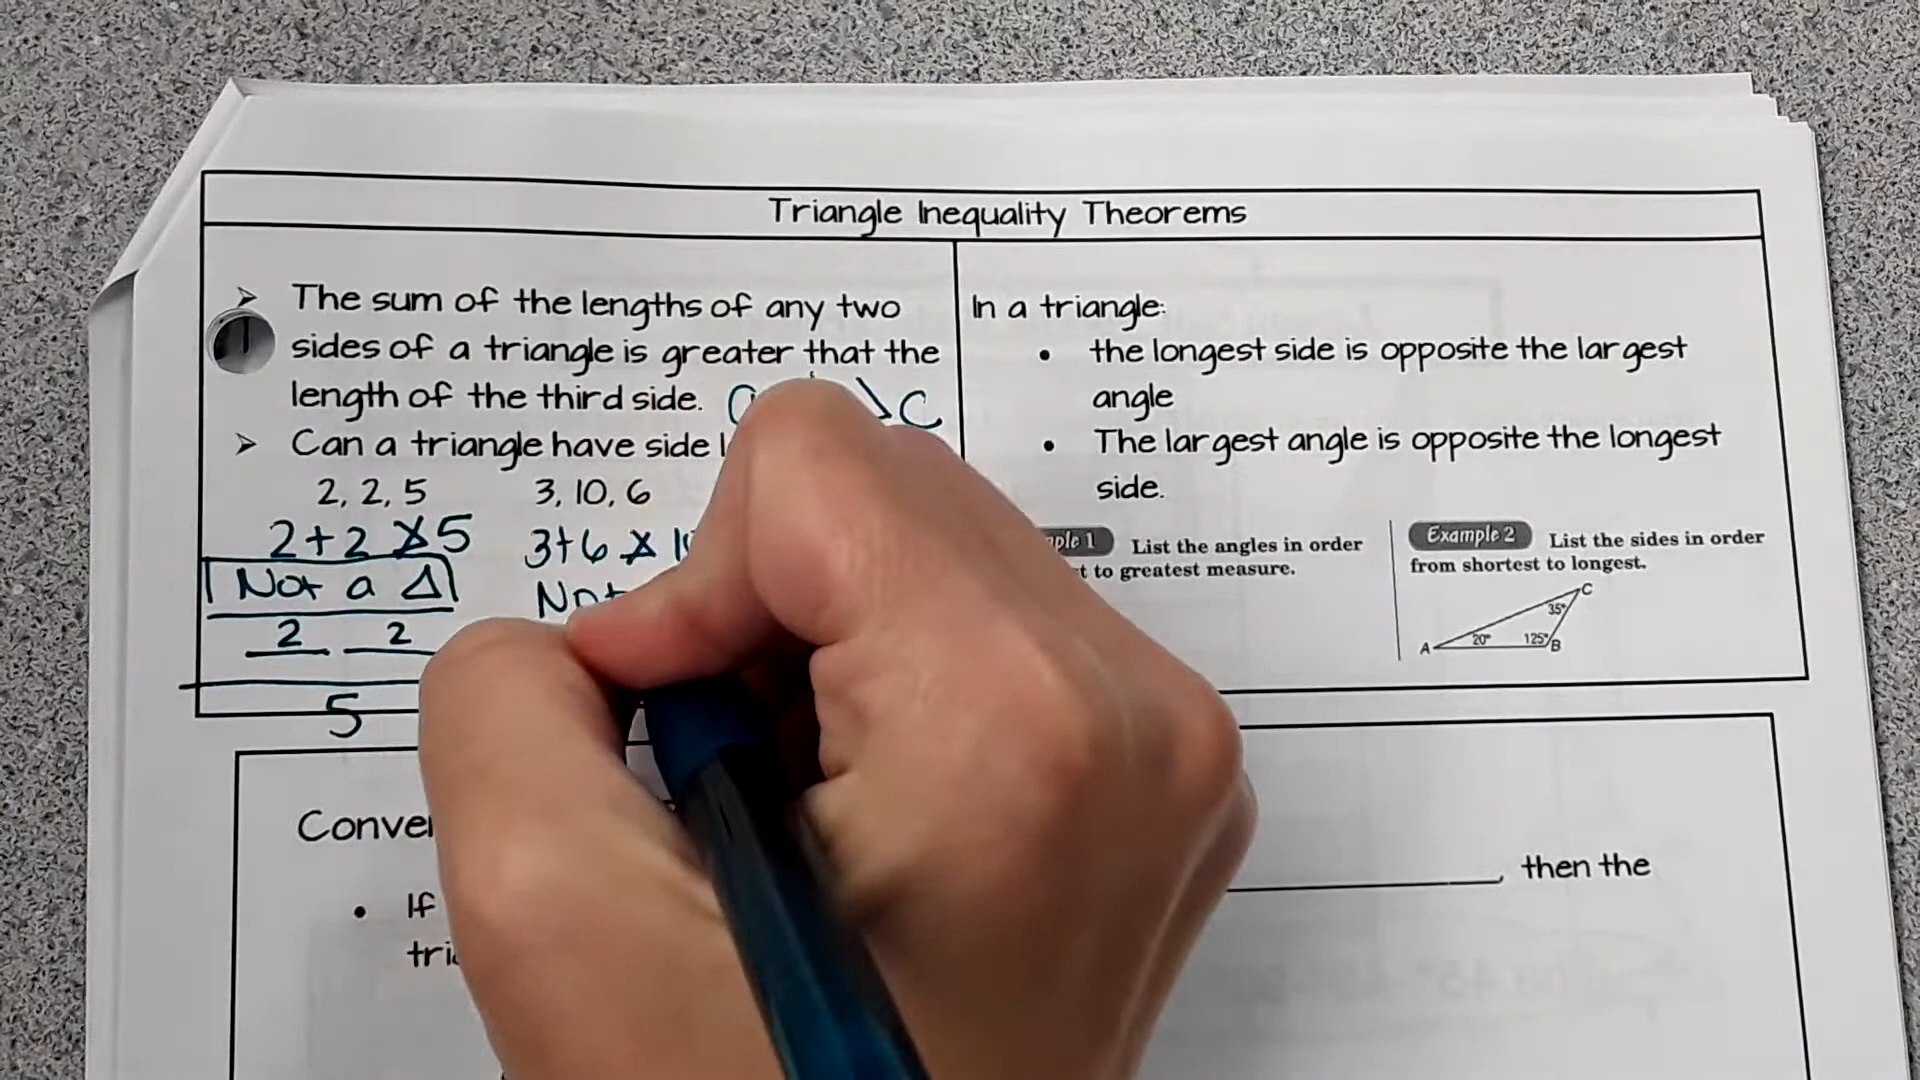 Triangle Inequality Theorems
➤ The sum of the lengths of any two
sides of a triangle is greater that the
length of the third side. > C
➤ Can a triangle have side
2, 2, 5 3, 10, 6
2+2 ≯ 5 3+6 ≯
Not a Δ
2 2
5
In a triangle:
• the longest side is opposite the largest
angle
• The largest angle is opposite the longest
side.
1 List the angles in order
to greatest measure.
Example 2 List the sides in order
from shortest to longest.
C
35°
20° 125°
A B
• If then the